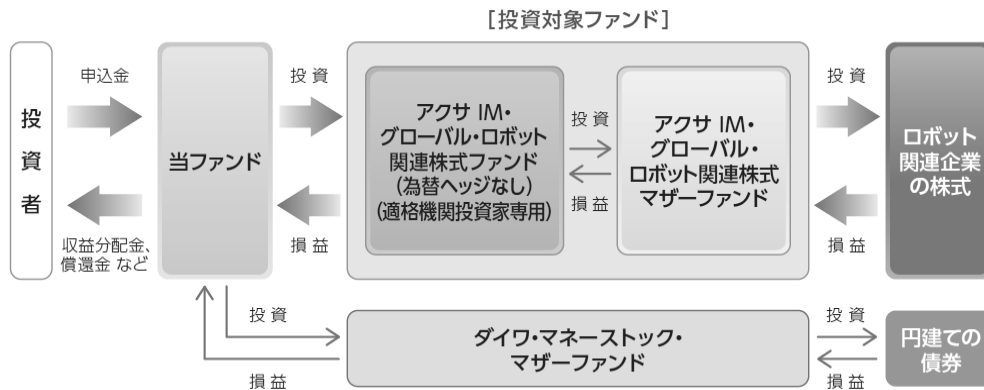 ［投資対象ファンド］
投資者
申込金
収益分配金、
償還金 など
当ファンド
投 資
損 益
アクサ IM・
グローバル・ロボット
関連株式ファンド
（為替ヘッジなし）
（適格機関投資家専用）
投 資
損 益
アクサ IM・
グローバル・
ロボット関連株式
マザーファンド
投 資
損 益
ロボット
関連企業
の株式
投 資
損 益
ダイワ・マネーストック・
マザーファンド
投 資
損 益
円建ての
債券